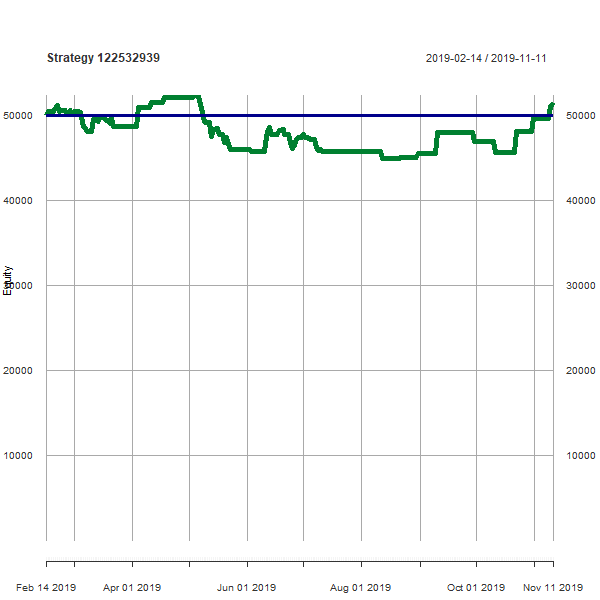 Strategy 122532939
2019-02-14 / 2019-11-11
50000 50000
40000 40000
Equity
30000 30000
20000 20000
10000 10000
Feb 14 2019 Apr 01 2019 Jun 01 2019 Aug 01 2019 Oct 01 2019 Nov 11 2019